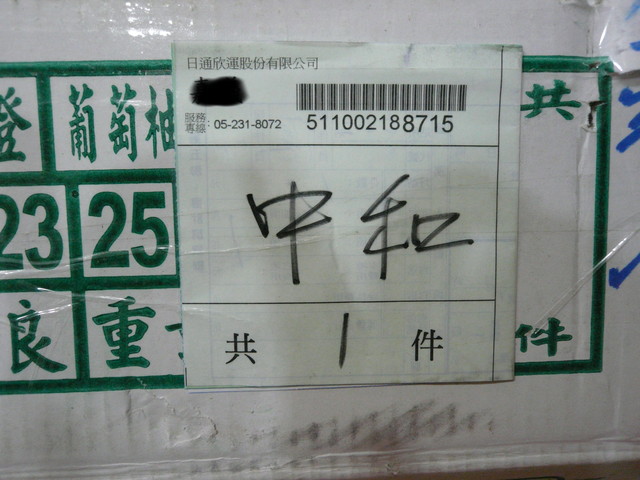 日通欣運股份有限公司
服務
專線: 05-231-8072
511002188715
中和
共 1 件
葡萄柚
共
23 25
良 重
件